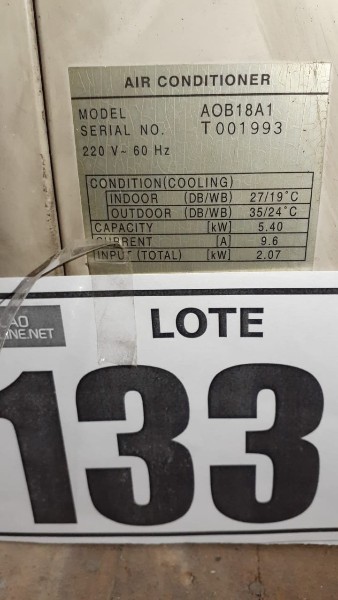 AIR CONDITIONER
MODEL AOB18A1
SERIAL NO. T001993
220 V~ 60 Hz
CONDITION(COOLING)
INDOOR (DB/WB) 27/19°C
OUTDOOR (DB/WB) 35/24°C
CAPACITY [kW] 5.40
CURRENT [A] 9.6
INPUT (TOTAL) [kW] 2.07
LOTE
133